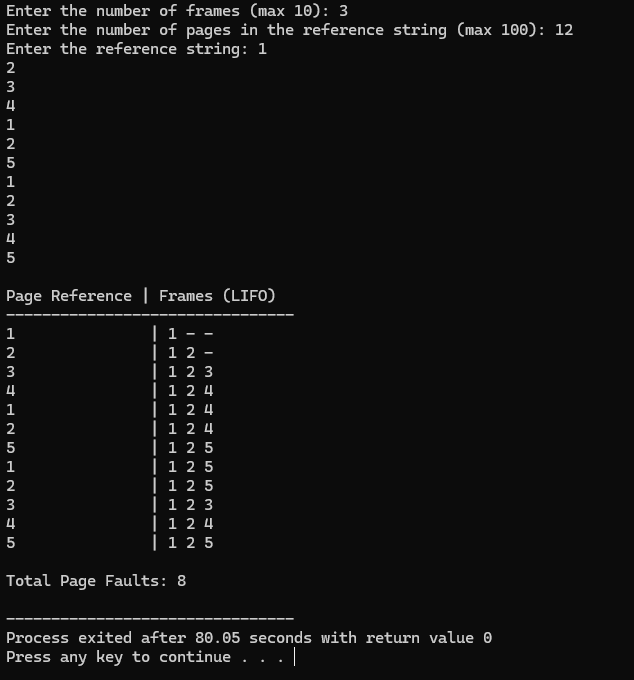 Enter the number of frames (max 10): 3
Enter the number of pages in the reference string (max 100): 12
Enter the reference string: 1
2
3
4
1
2
5
1
2
3
4
5
Page Reference | Frames (LIFO)
--------------------------------
1                | 1 - -
2                | 1 2 -
3                | 1 2 3
4                | 1 2 4
1                | 1 2 4
2                | 1 2 4
5                | 1 2 5
1                | 1 2 5
2                | 1 2 5
3                | 1 2 3
4                | 1 2 4
5                | 1 2 5
Total Page Faults: 8
--------------------------------
Process exited after 80.05 seconds with return value 0
Press any key to continue . . .